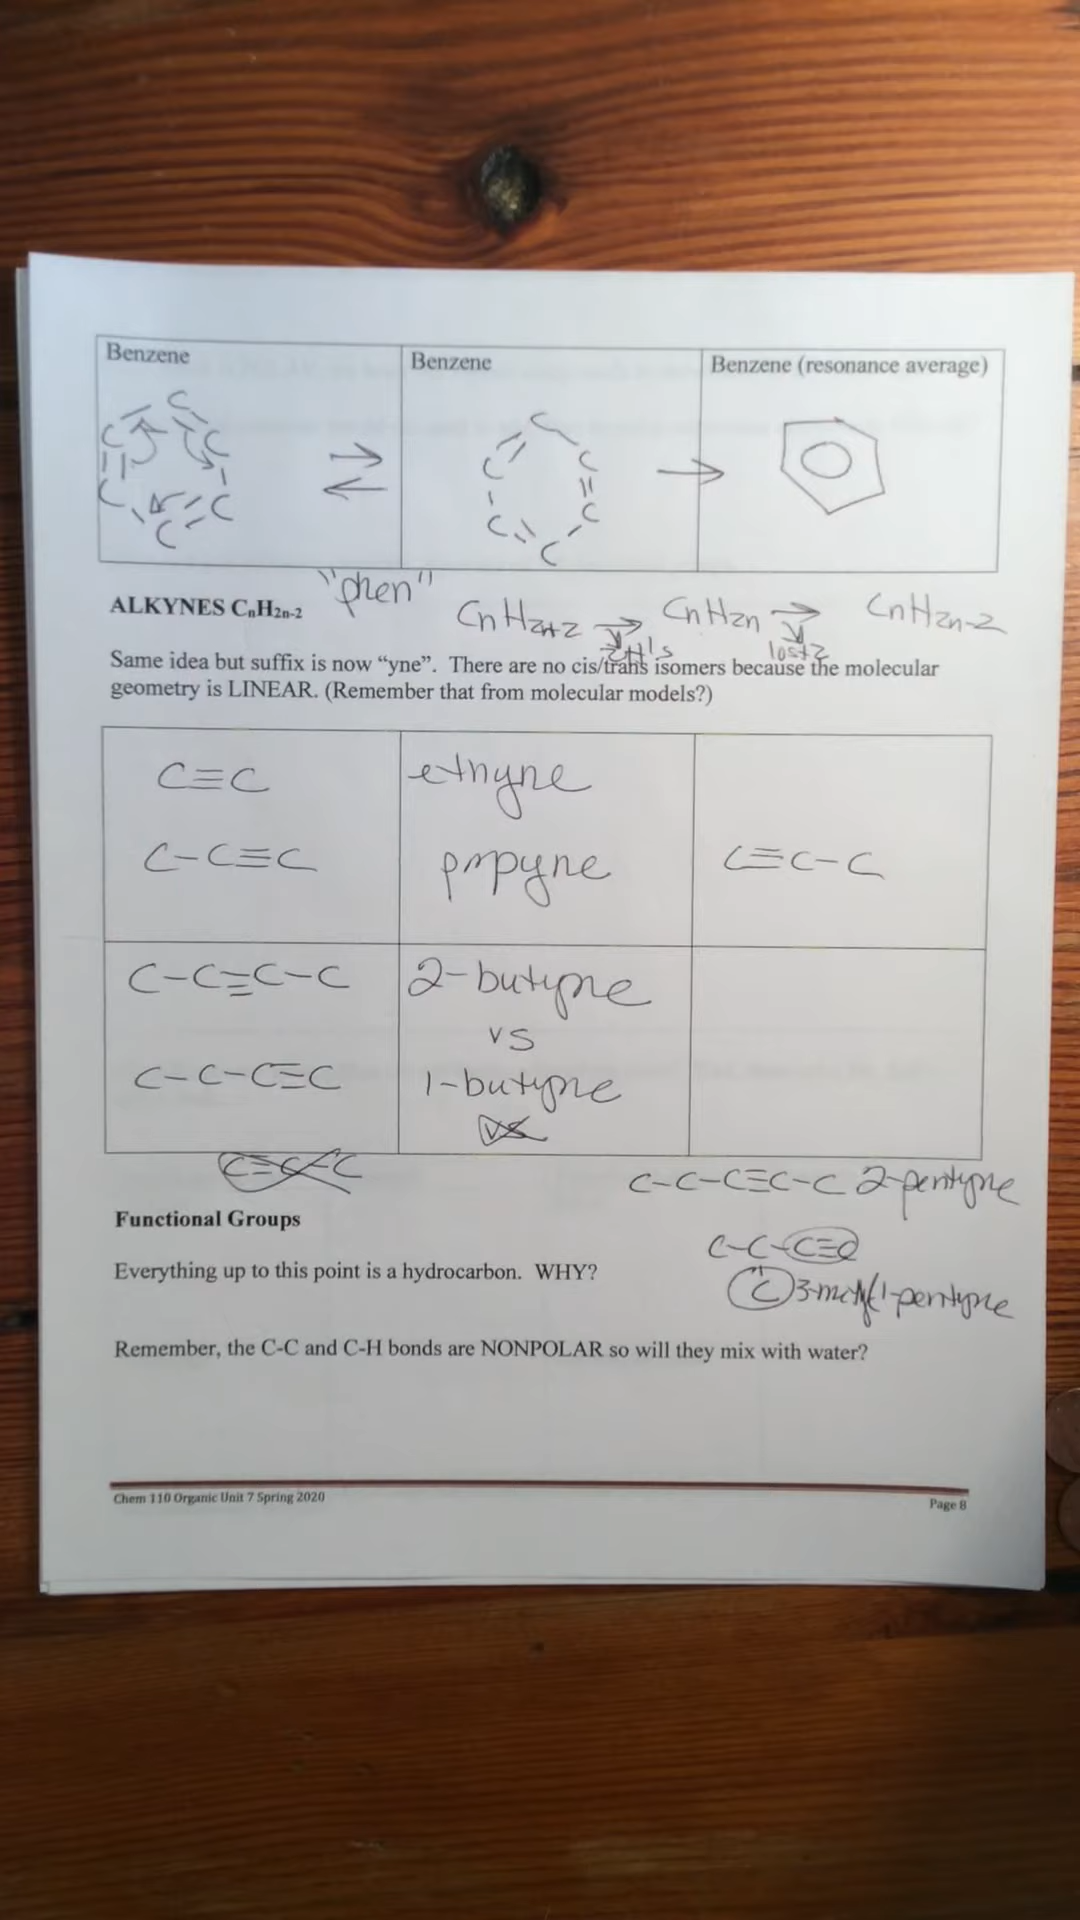 Benzene
Benzene
Benzene (resonance average)
C
C
C
C
C
C
C
C
C
C
C
C
"phen"
ALKYNES CnH2n-2
CnH2n+2 → CnH2n → CnH2n-2
2H's
lost 2
Same idea but suffix is now “yne”. There are no cis/trans isomers because the molecular
geometry is LINEAR. (Remember that from molecular models?)
C≡C
ethyne
C-C≡C
propyne
C≡C-C
C-C≡C-C
2-butyne
vs
C-C-C≡C
1-butyne
vs
C≡C-C
C-C-C≡C-C 2-pentyne
Functional Groups
C-C-C≡C
Everything up to this point is a hydrocarbon. WHY?
C 3-methyl 1-pentyne
Remember, the C-C and C-H bonds are NONPOLAR so will they mix with water?
Chem 110 Organic Unit 7 Spring 2020
Page 8